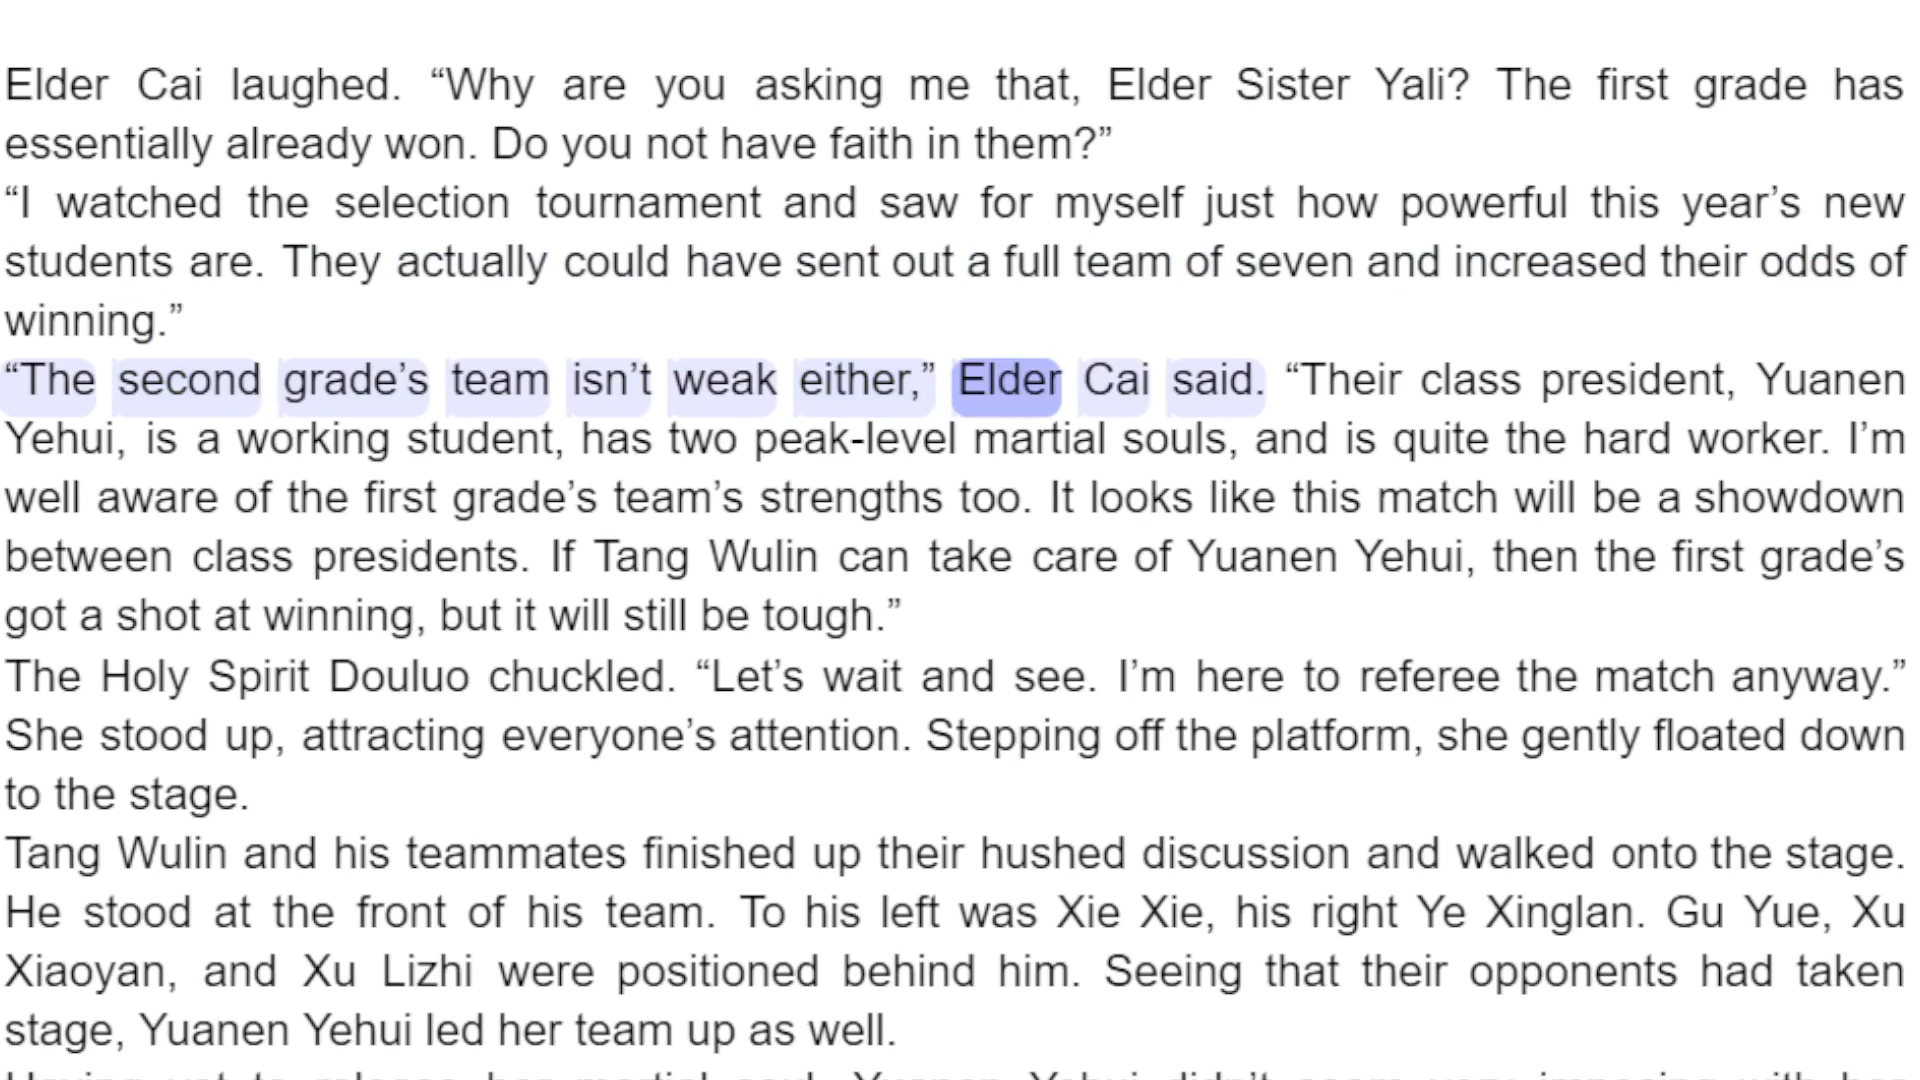 Elder Cai laughed. “Why are you asking me that, Elder Sister Yali? The first grade has
essentially already won. Do you not have faith in them?”
“I watched the selection tournament and saw for myself just how powerful this year’s new
students are. They actually could have sent out a full team of seven and increased their odds of
winning.”
“The second grade’s team isn’t weak either,” Elder Cai said. “Their class president, Yuanen
Yehui, is a working student, has two peak-level martial souls, and is quite the hard worker. I’m
well aware of the first grade’s team’s strengths too. It looks like this match will be a showdown
between class presidents. If Tang Wulin can take care of Yuanen Yehui, then the first grade’s
got a shot at winning, but it will still be tough.”
The Holy Spirit Douluo chuckled. “Let’s wait and see. I’m here to referee the match anyway.”
She stood up, attracting everyone’s attention. Stepping off the platform, she gently floated down
to the stage.
Tang Wulin and his teammates finished up their hushed discussion and walked onto the stage.
He stood at the front of his team. To his left was Xie Xie, his right Ye Xinglan. Gu Yue, Xu
Xiaoyan, and Xu Lizhi were positioned behind him. Seeing that their opponents had taken
stage, Yuanen Yehui led her team up as well.